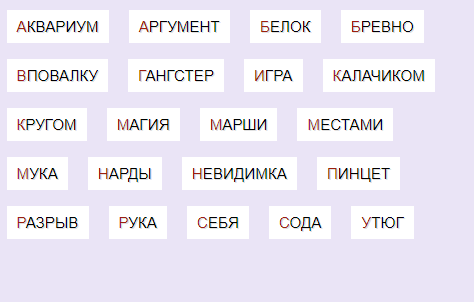 АКВАРИУМ АРГУМЕНТ БЕЛОК БРЕВНО
ВПОВАЛКУ ГАНГСТЕР ИГРА КАЛАЧИКОМ
КРУГОМ МАГИЯ МАРШИ МЕСТАМИ
МУКА НАРДЫ НЕВИДИМКА ПИНЦЕТ
РАЗРЫВ РУКА СЕБЯ СОДА УТЮГ